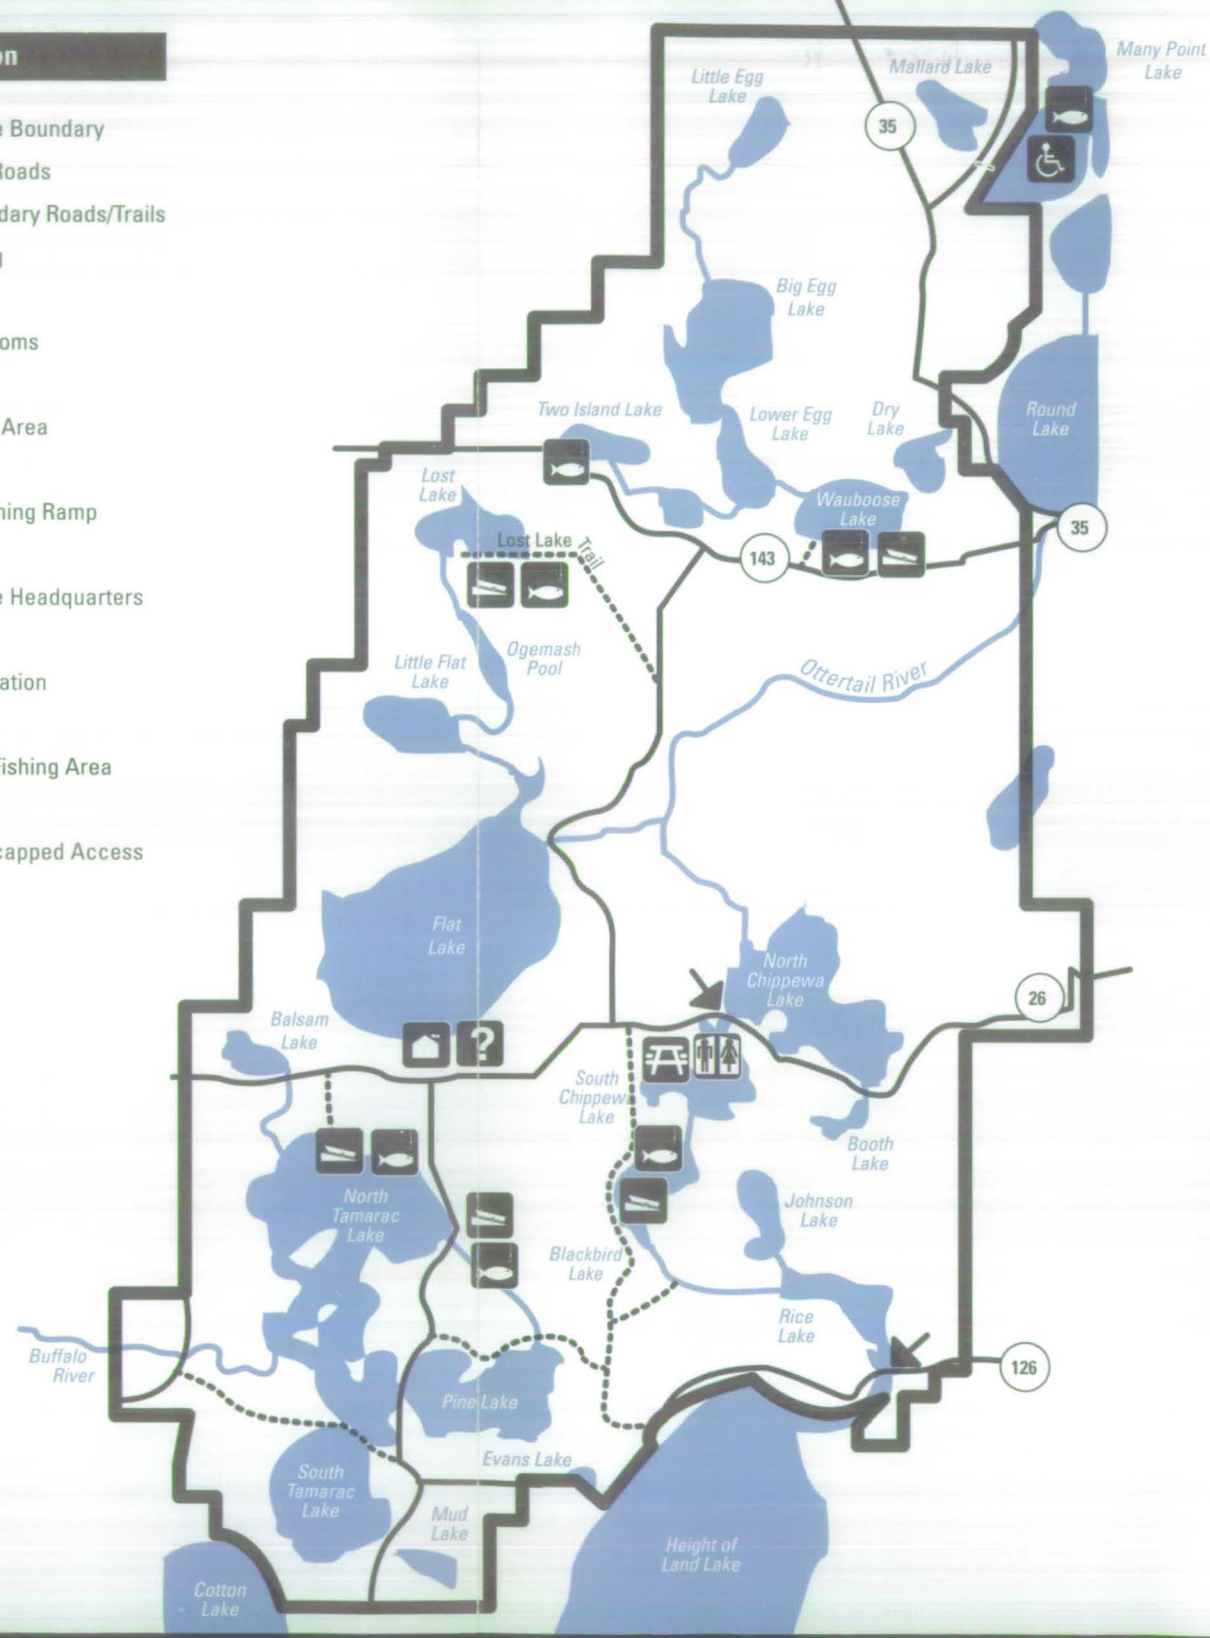 on
e Boundary
Roads
dary Roads/Trails
g
oms
Area
ning Ramp
e Headquarters
ation
Fishing Area
capped Access
Many Point
Lake
Mallard Lake
Little Egg
Lake
35
Big Egg
Lake
Two Island Lake
Lower Egg
Lake
Dry
Lake
Round
Lake
Lost
Lake
Wauboose
Lake
35
Lost Lake Trail
143
Ogemash
Pool
Little Flat
Lake
Ottertail River
Flat
Lake
North
Chippewa
Lake
26
Balsam
Lake
?
South
Chippewa
Lake
Booth
Lake
North
Tamarac
Lake
Johnson
Lake
Blackbird
Lake
Rice
Lake
Buffalo
River
126
Pine Lake
Evans Lake
South
Tamarac
Lake
Mud
Lake
Height of
Land Lake
Cotton
Lake